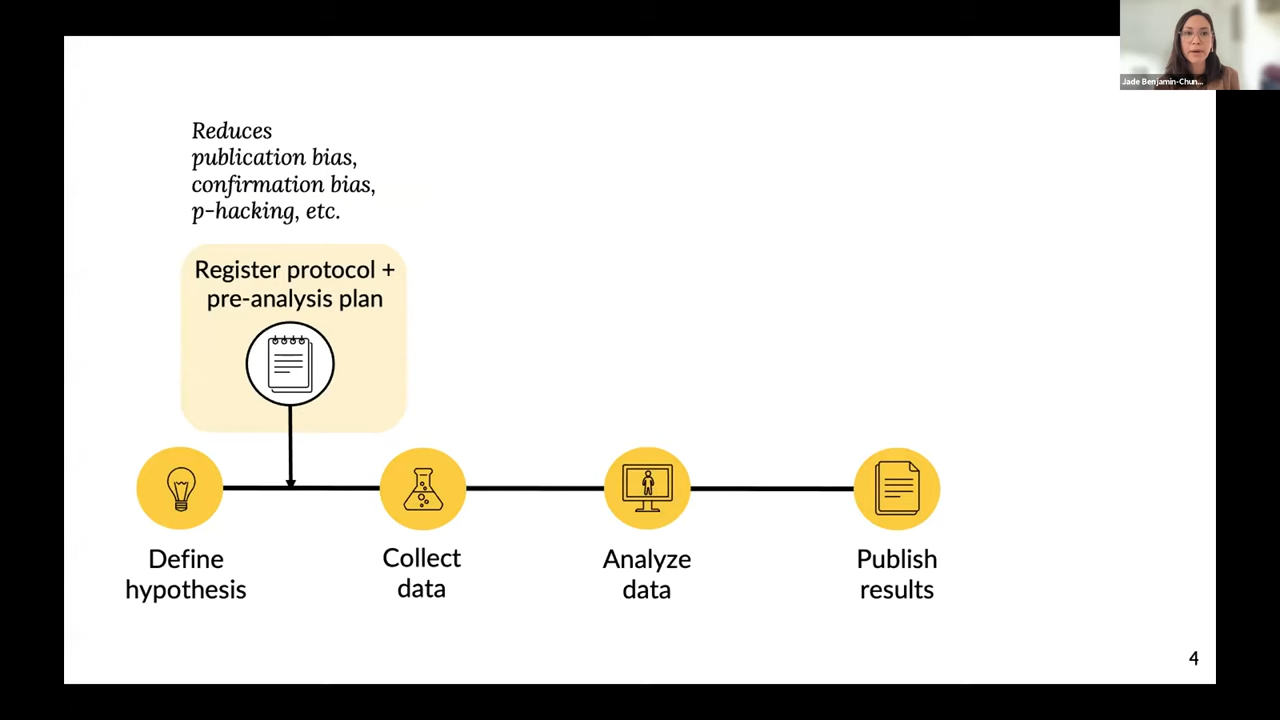 Jade Benjamin-Chun...
Reduces
publication bias,
confirmation bias,
p-hacking, etc.
Register protocol +
pre-analysis plan
Define
hypothesis
Collect
data
Analyze
data
Publish
results
4